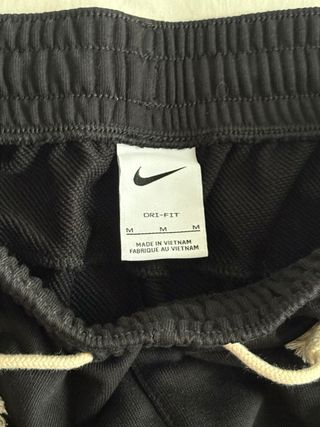 DRI-FIT
M M M
MADE IN VIETNAM
FABRIQUÉ AU VIETNAM